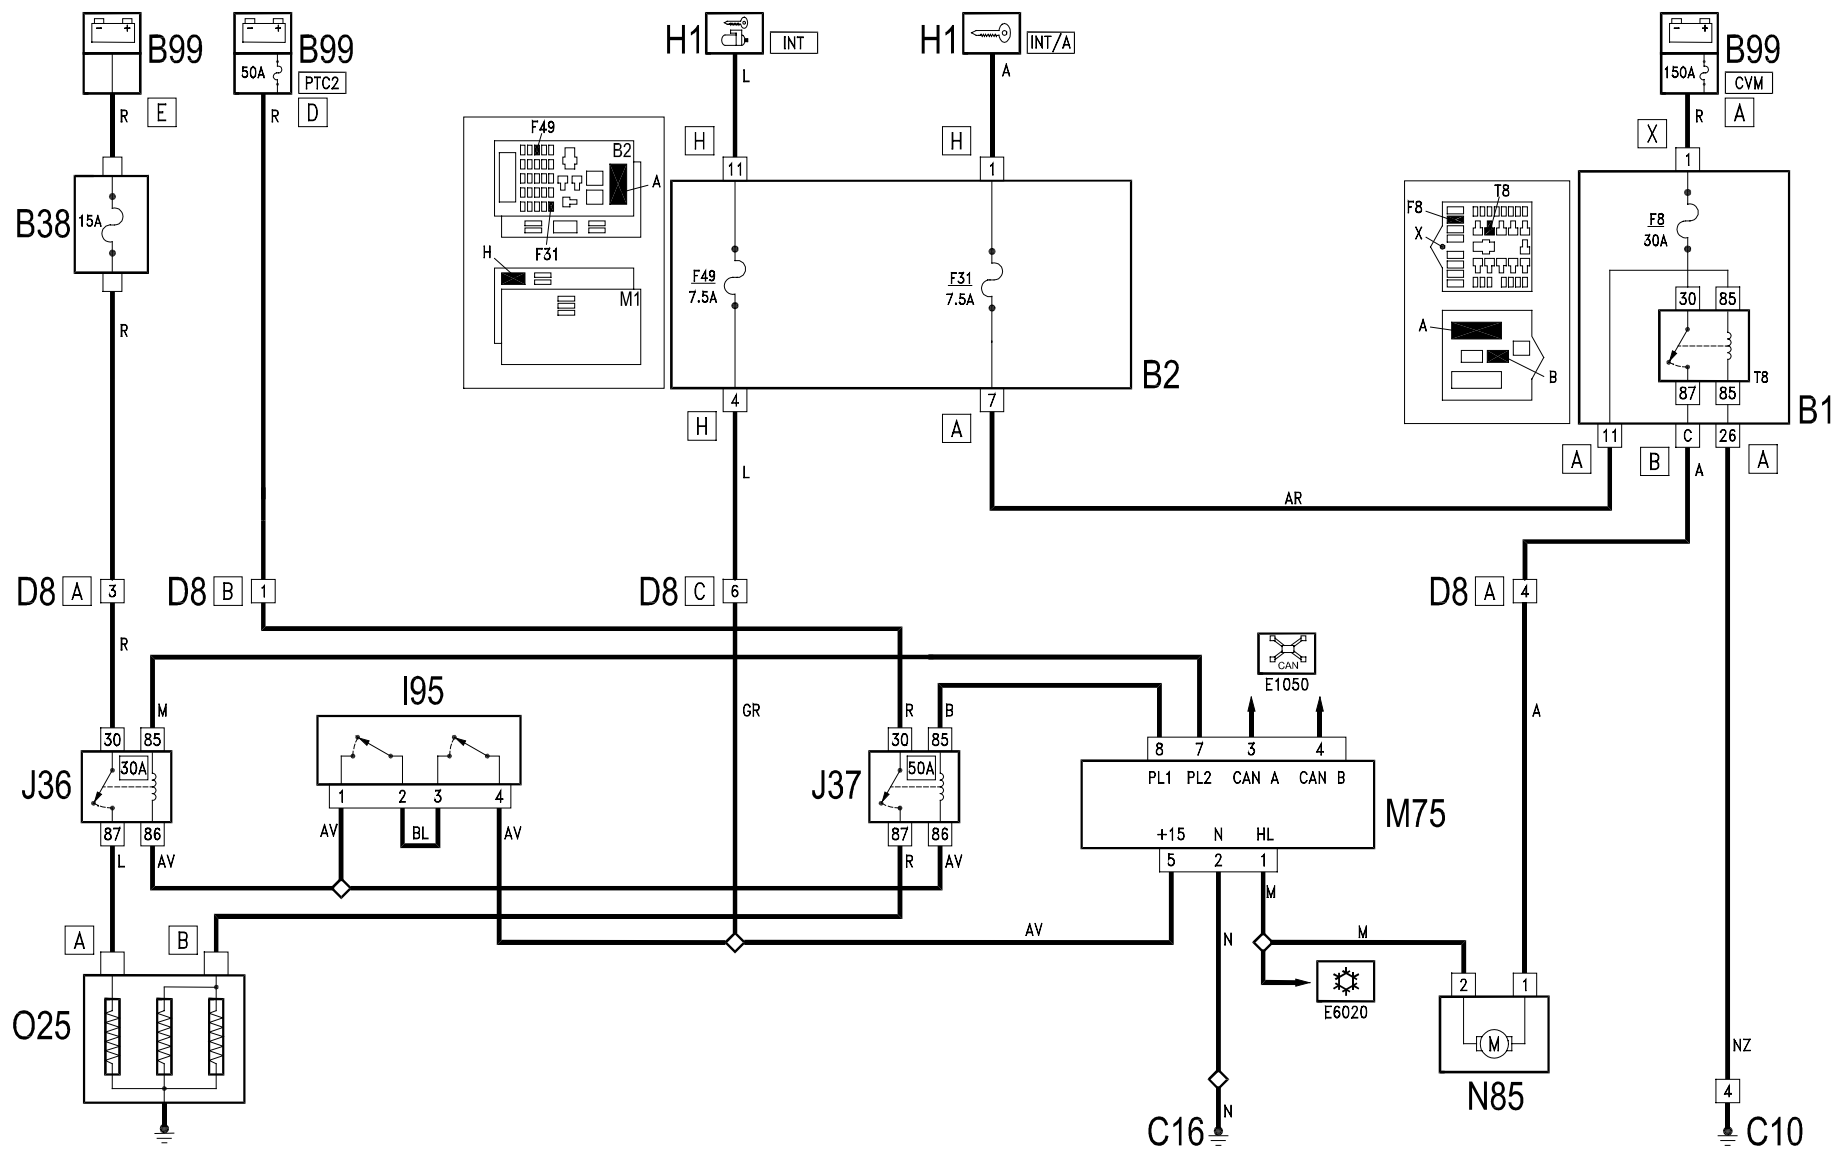 B99
B99
H1
INT
H1
INT/A
B99
50A
PTC2
150A
CVM
R
E
R
D
L
A
R
A
H
H
X
11
1
1
F49
B2
A
F31
H
M1
T8
F8
X
A
B
B38
15A
F49
7.5A
F31
7.5A
F8
30A
30
85
T8
87
85
B2
B1
4
7
11
C
26
H
A
A
B
A
A
R
L
AR
D8
A
3
D8
B
1
D8
C
6
D8
A
4
R
CAN
E1050
I95
M
GR
R
B
A
30
85
30
85
8
7
3
4
30A
50A
J36
J37
PL1
PL2
CAN A
CAN B
M75
1
2
3
4
87
86
87
86
AV
BL
AV
+15
N
HL
5
2
1
L
AV
R
AV
M
A
B
AV
N
M
2
1
O25
E6020
M
N85
NZ
4
N
C16
C10